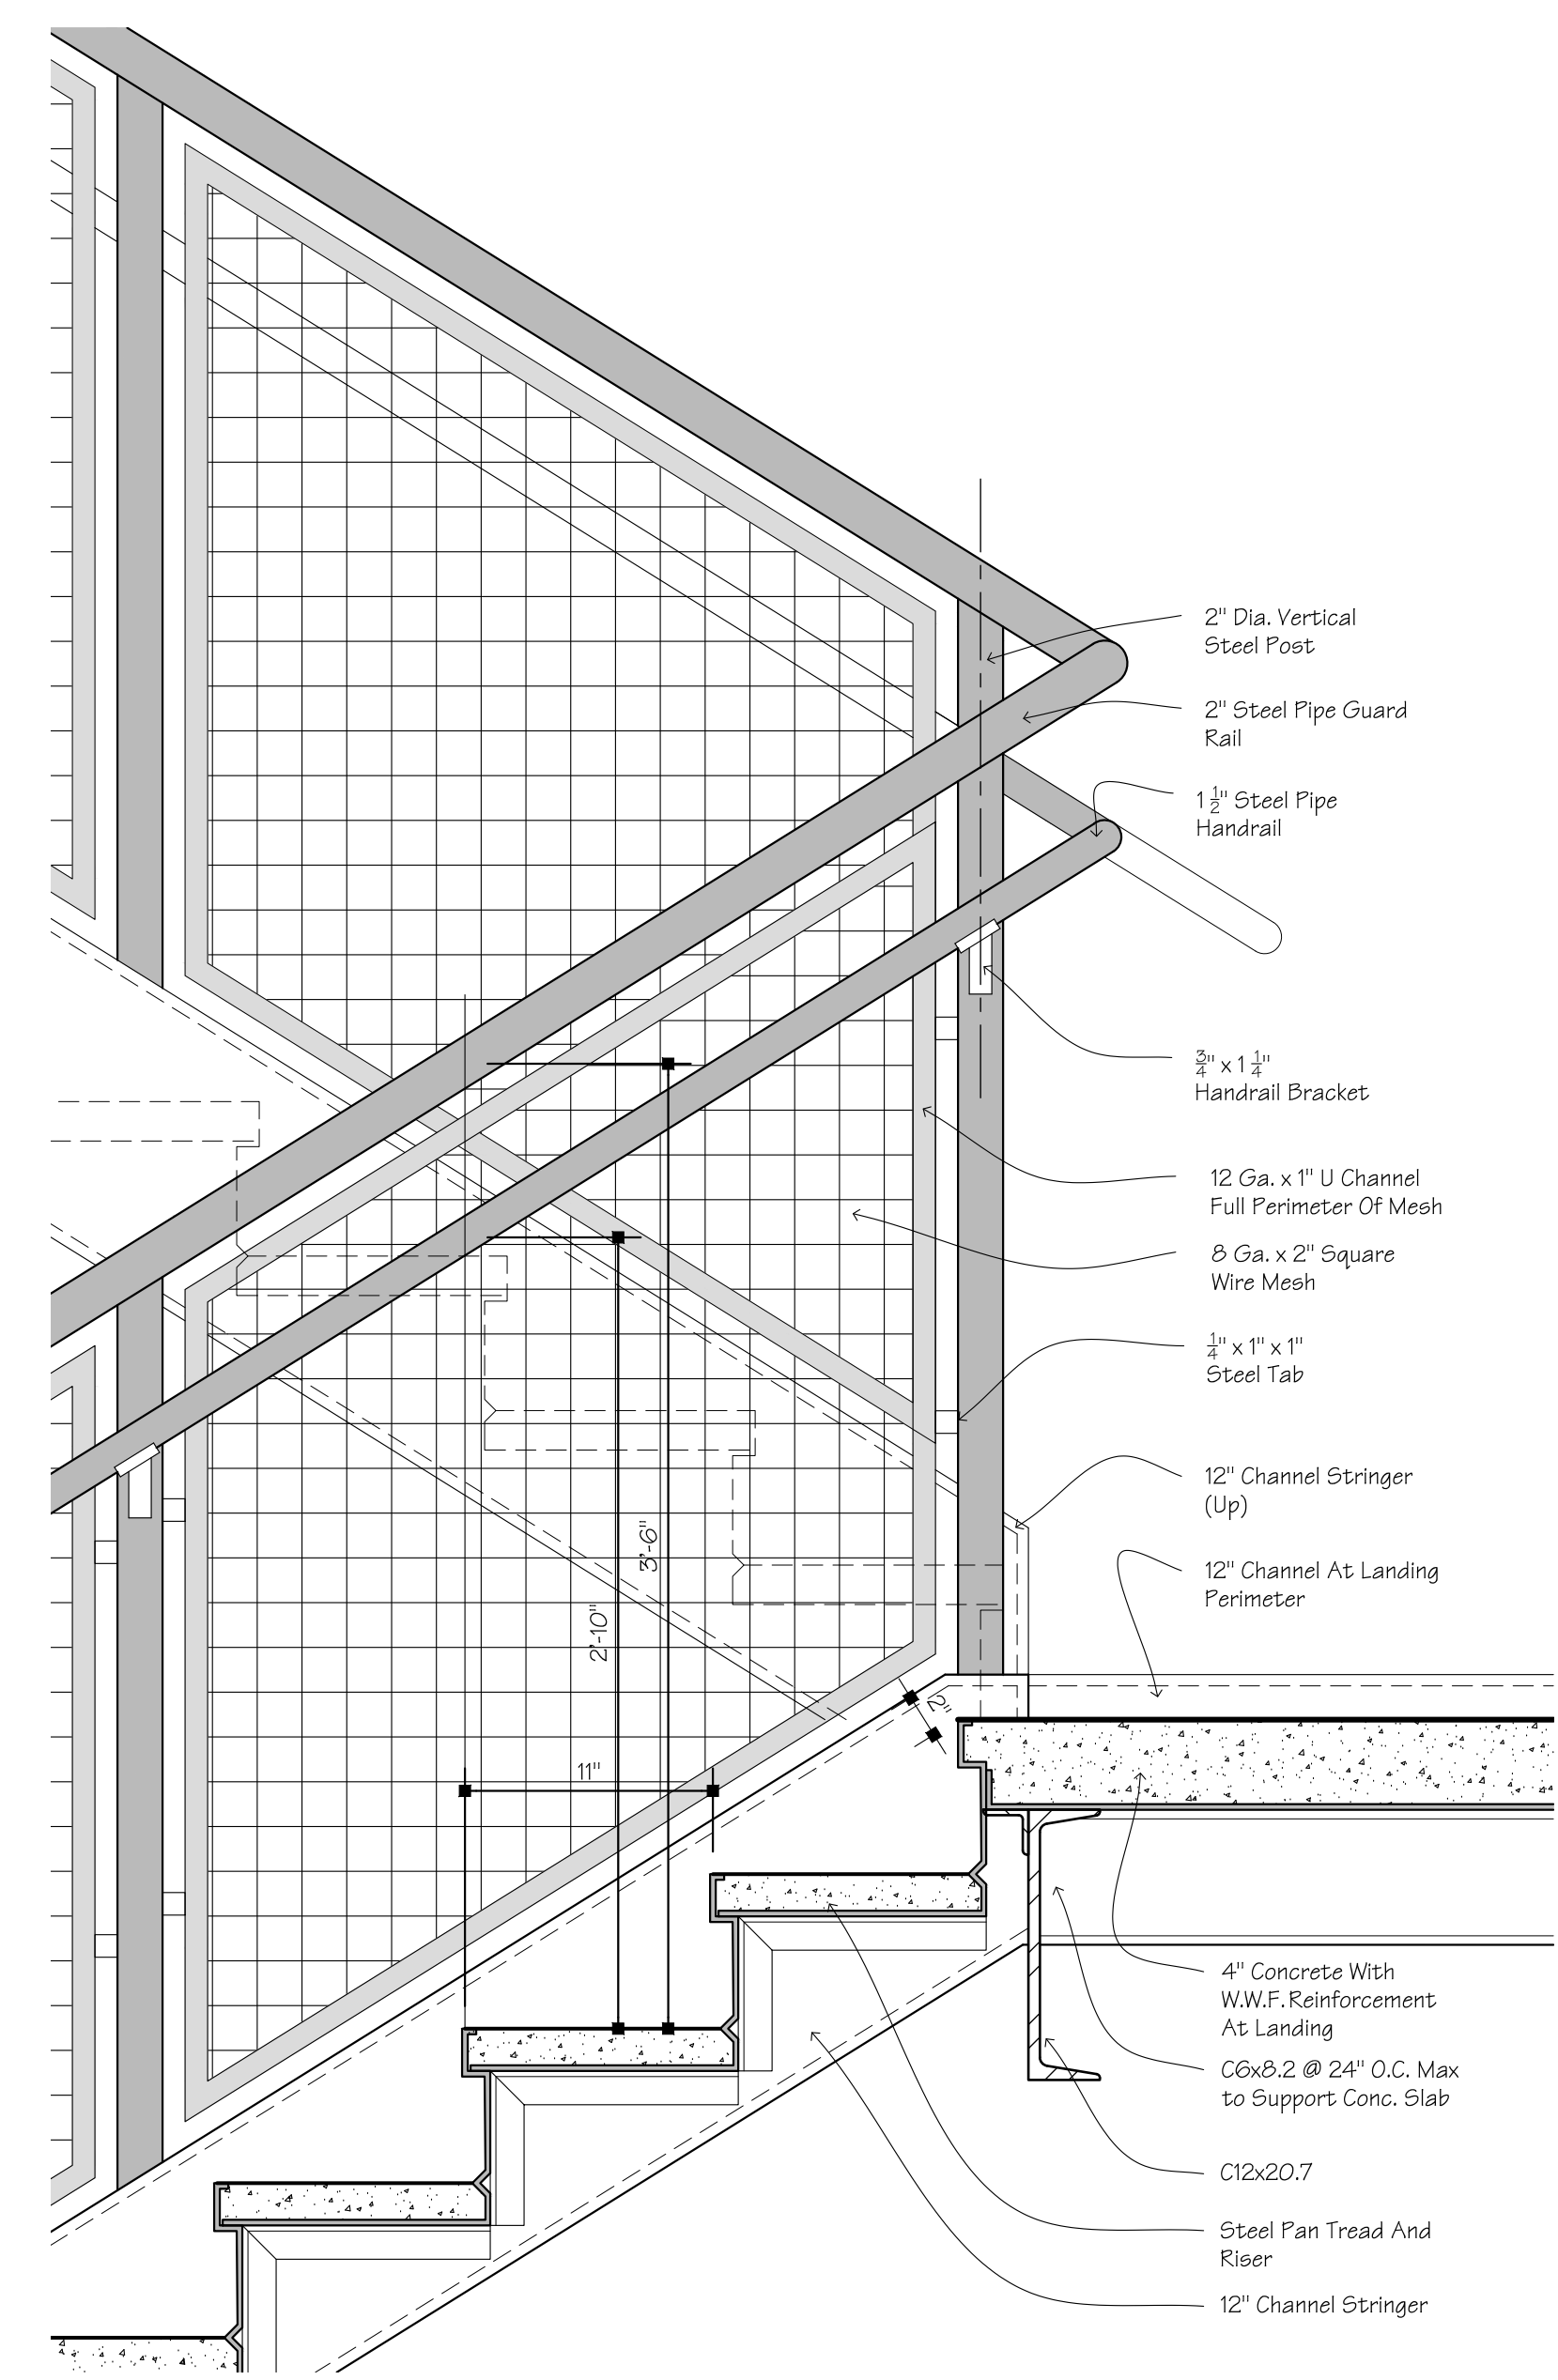 2" Dia. Vertical
Steel Post
2" Steel Pipe Guard
Rail
1 1/2" Steel Pipe
Handrail
3/4" x 1 1/4"
Handrail Bracket
12 Ga. x 1" U Channel
Full Perimeter Of Mesh
8 Ga. x 2" Square
Wire Mesh
1/4" x 1" x 1"
Steel Tab
12" Channel Stringer
(Up)
3'-6"
12" Channel At Landing
Perimeter
2'-10"
2"
11"
4" Concrete With
W.W.F. Reinforcement
At Landing
C6x8.2 @ 24" O.C. Max
to Support Conc. Slab
C12x20.7
Steel Pan Tread And
Riser
12" Channel Stringer